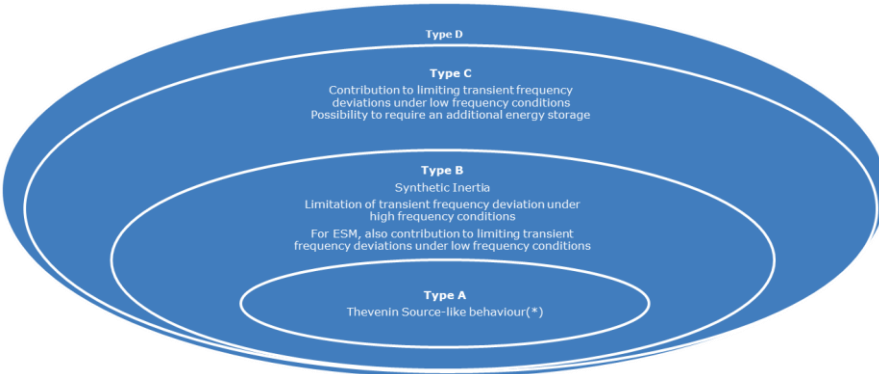 Type D
Type C
Contribution to limiting transient frequency
deviations under low frequency conditions
Possibility to require an additional energy storage
Type B
Synthetic Inertia
Limitation of transient frequency deviation under
high frequency conditions
For ESM, also contribution to limiting transient
frequency deviations under low frequency conditions
Type A
Thevenin Source-like behaviour(*)